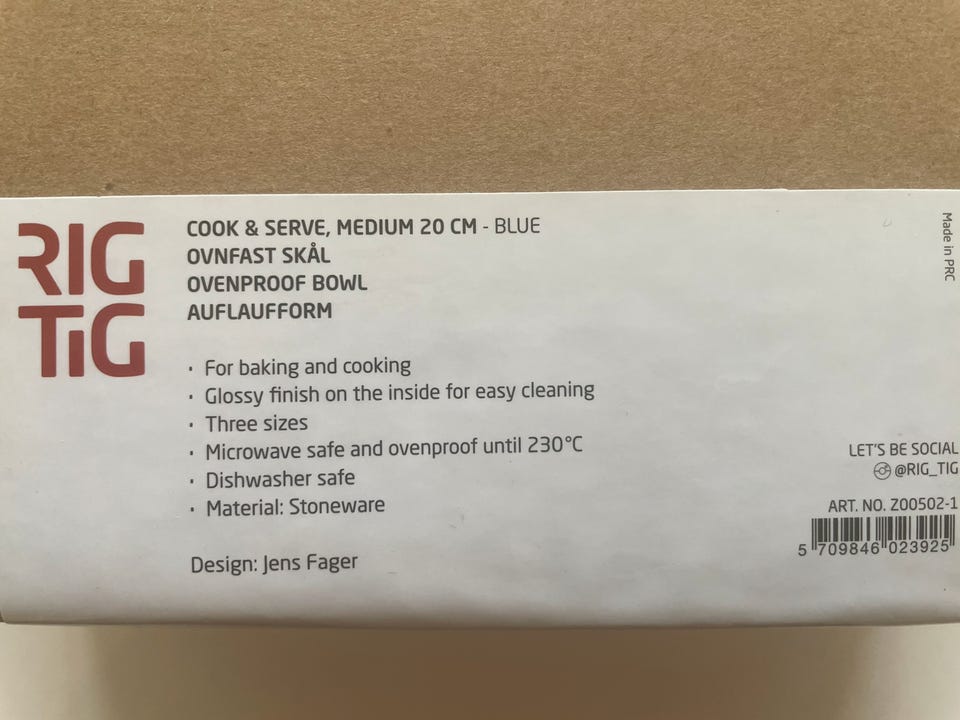 RIG
TIG
COOK & SERVE, MEDIUM 20 CM - BLUE
OVNFAST SKÅL
OVENPROOF BOWL
AUFLAUFFORM
· For baking and cooking
· Glossy finish on the inside for easy cleaning
· Three sizes
· Microwave safe and ovenproof until 230°C
· Dishwasher safe
· Material: Stoneware
Design: Jens Fager
Made in PRC
LET'S BE SOCIAL
@RIG_TIG
ART. NO. Z00502-1
5 709846 023925